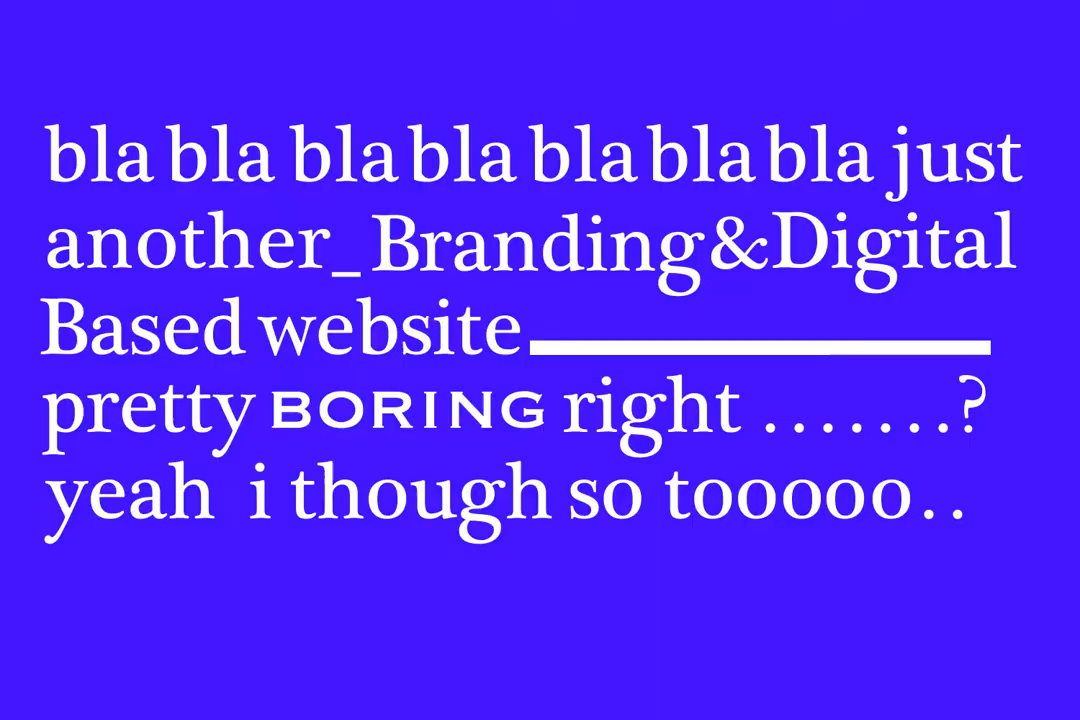 bla bla bla bla bla bla bla just
another_Branding&Digital
Based website
pretty BORING right .......?
yeah i though so tooooo..